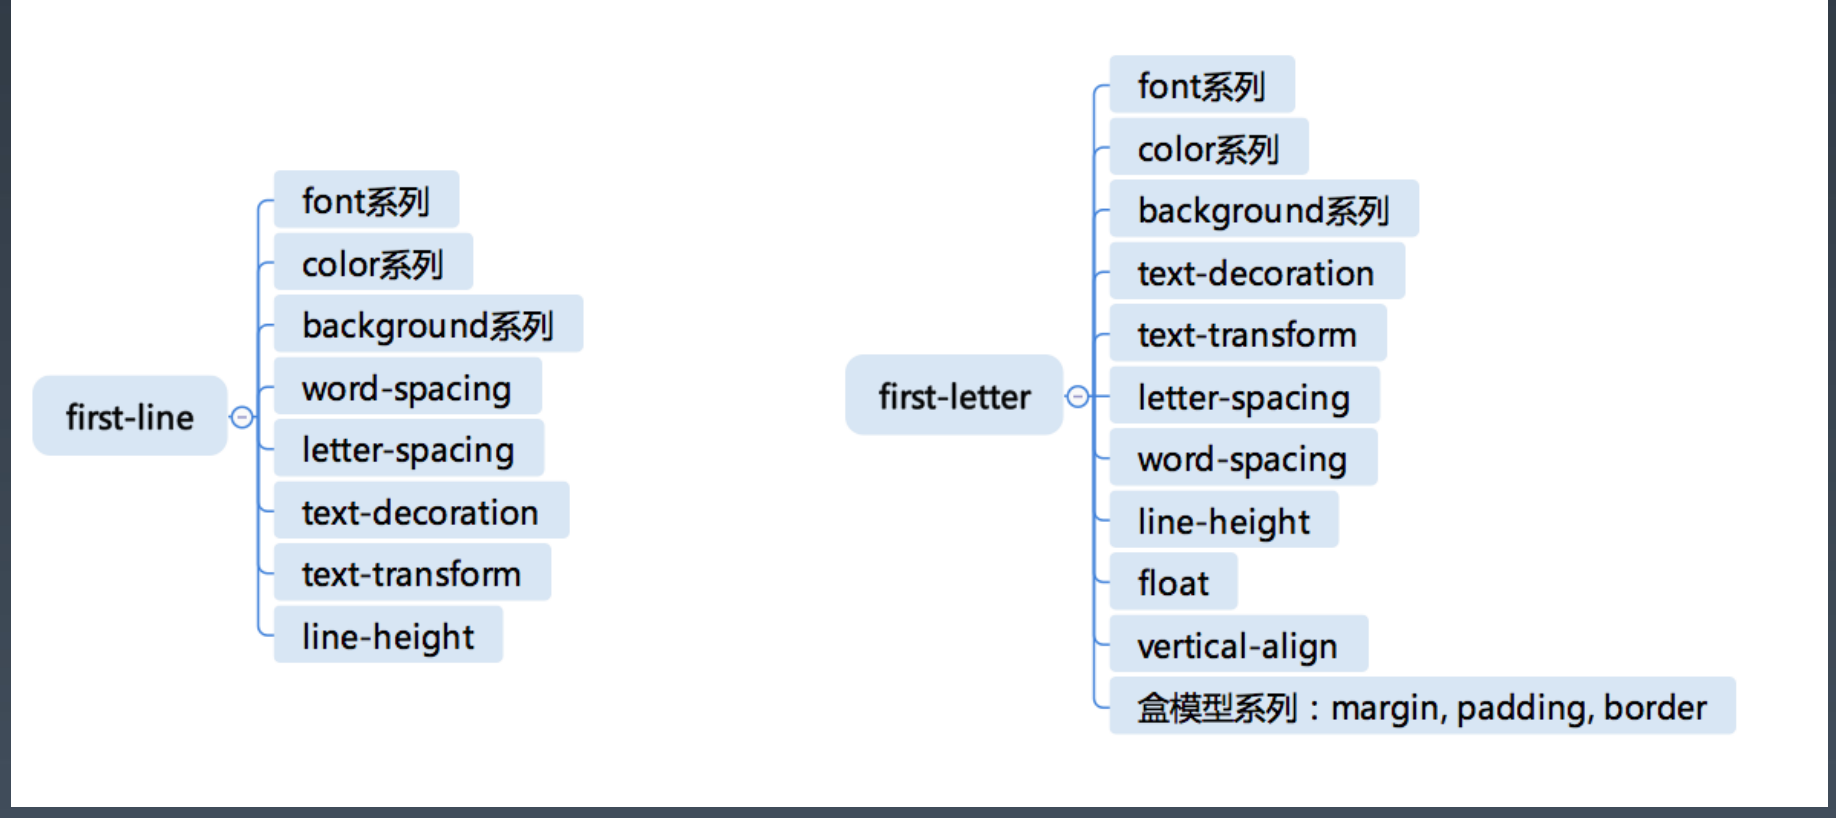 first-line
font系列
color系列
background系列
word-spacing
letter-spacing
text-decoration
text-transform
line-height
first-letter
font系列
color系列
background系列
text-decoration
text-transform
letter-spacing
word-spacing
line-height
float
vertical-align
盒模型系列：margin, padding, border